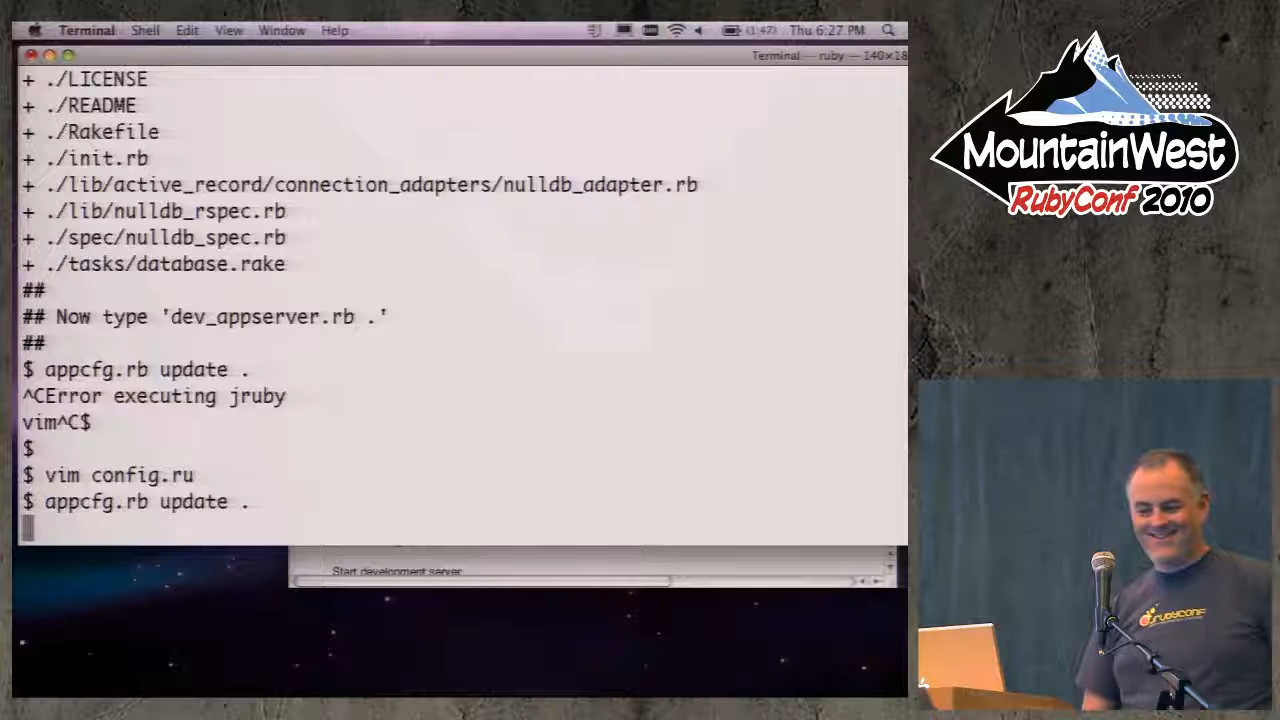 Terminal Shell Edit View Window Help (1:47) Thu 6:27 PM
Terminal — ruby — 140×18
+ ./LICENSE
+ ./README
+ ./Rakefile
+ ./init.rb
+ ./lib/active_record/connection_adapters/nulldb_adapter.rb
+ ./lib/nulldb_rspec.rb
+ ./spec/nulldb_spec.rb
+ ./tasks/database.rake
##
## Now type 'dev_appserver.rb .'
##
$ appcfg.rb update .
^CError executing jruby
vim^C$
$
$ vim config.ru
$ appcfg.rb update .
Start development server
MountainWest
RubyConf 2010
rubyconf